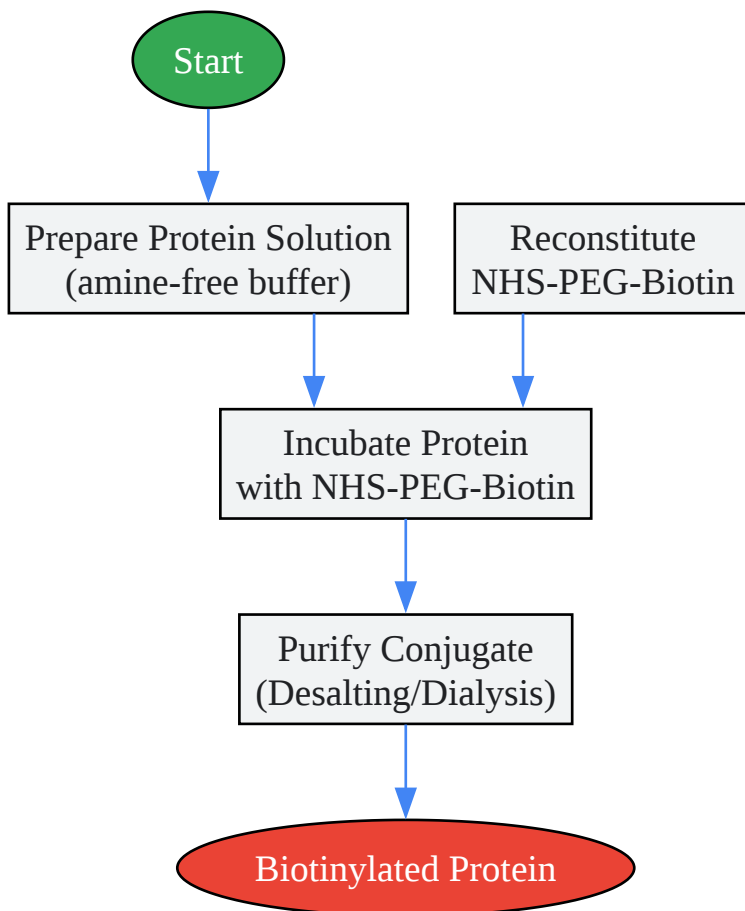 Start
Prepare Protein Solution
(amine-free buffer)
Reconstitute
NHS-PEG-Biotin
Incubate Protein
with NHS-PEG-Biotin
Purify Conjugate
(Desalting/Dialysis)
Biotinylated Protein